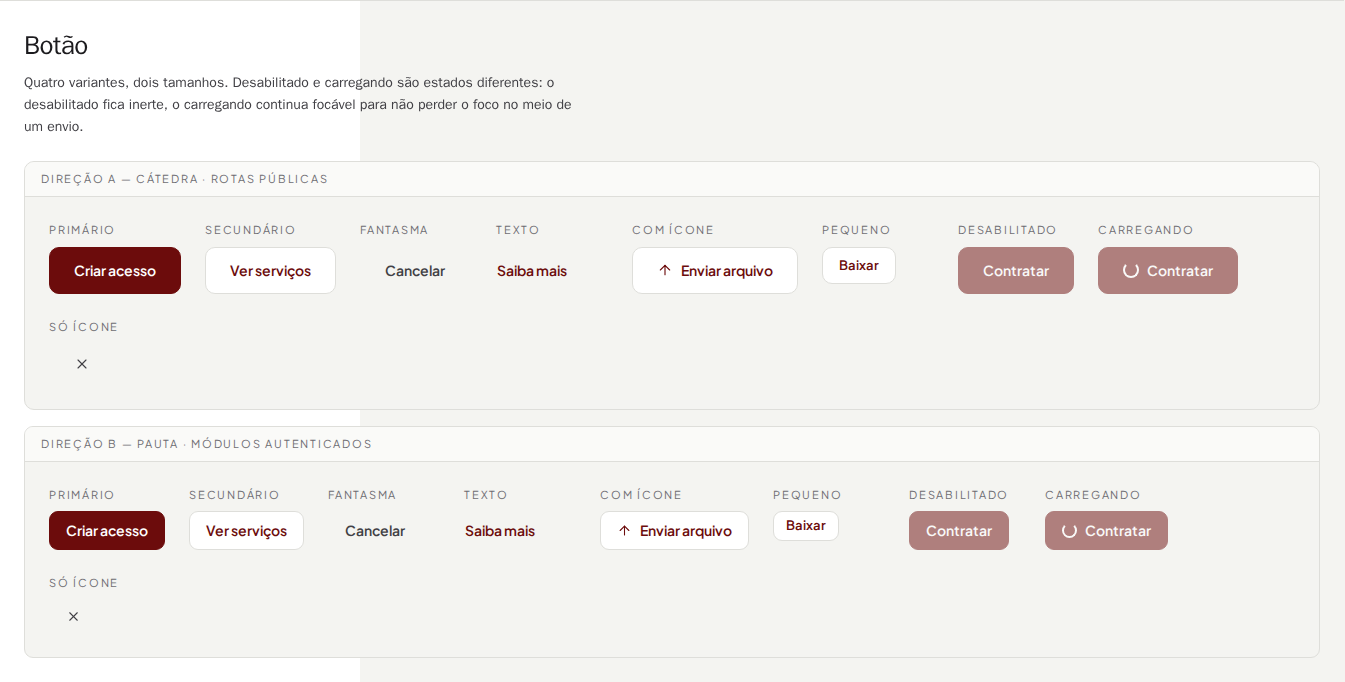 Botão
Quatro variantes, dois tamanhos. Desabilitado e carregando são estados diferentes: o
desabilitado fica inerte, o carregando continua focável para não perder o foco no meio de
um envio.
DIREÇÃO A — CÁTEDRA · ROTAS PÚBLICAS
PRIMÁRIO SECUNDÁRIO FANTASMA TEXTO COM ÍCONE PEQUENO DESABILITADO CARREGANDO
Criar acesso Ver serviços Cancelar Saiba mais ↑ Enviar arquivo Baixar Contratar Contratar
SÓ ÍCONE
×
DIREÇÃO B — PAUTA · MÓDULOS AUTENTICADOS
PRIMÁRIO SECUNDÁRIO FANTASMA TEXTO COM ÍCONE PEQUENO DESABILITADO CARREGANDO
Criar acesso Ver serviços Cancelar Saiba mais ↑ Enviar arquivo Baixar Contratar Contratar
SÓ ÍCONE
×